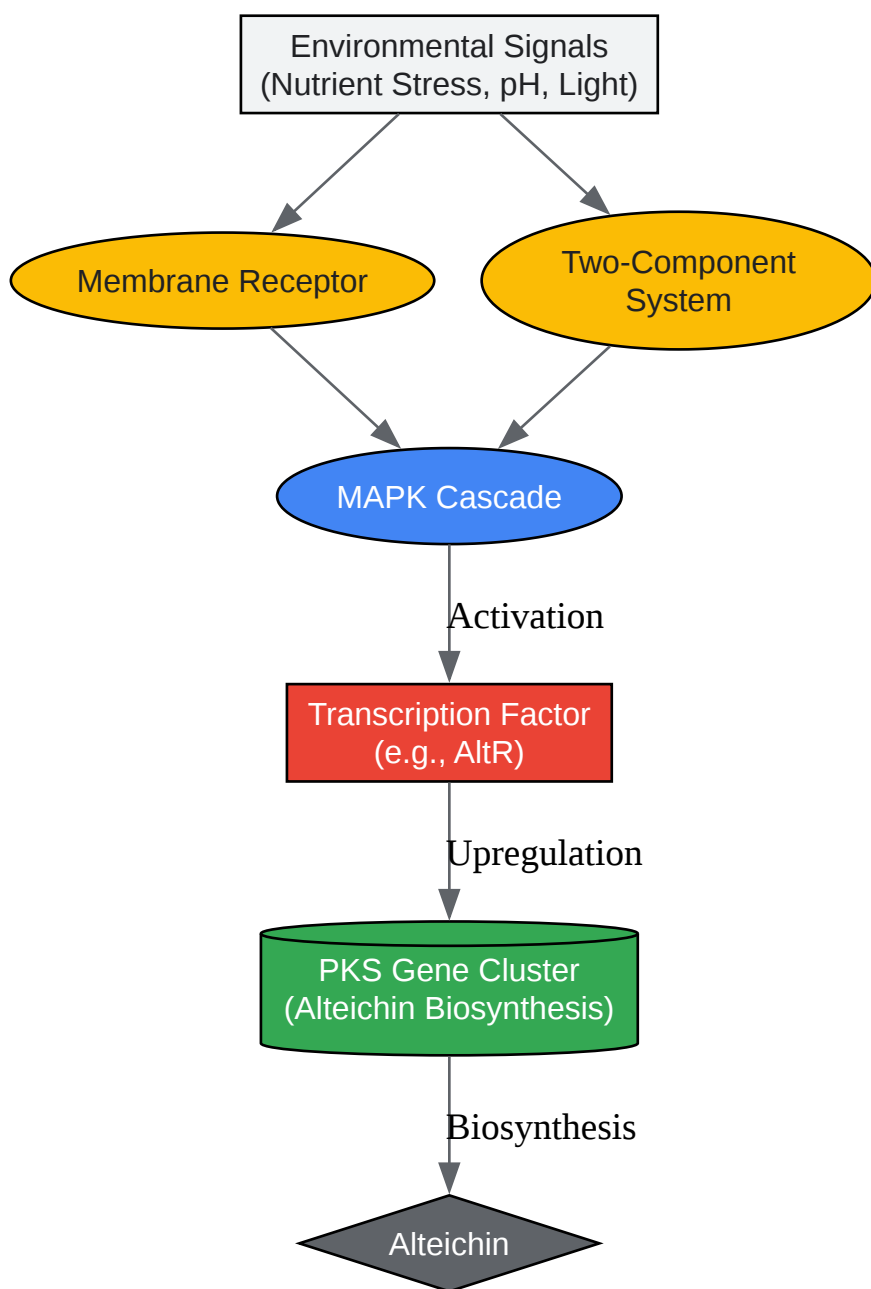 Environmental Signals
(Nutrient Stress, pH, Light)
Membrane Receptor
Two-Component
System
MAPK Cascade
Activation
Transcription Factor
(e.g., AltR)
Upregulation
PKS Gene Cluster
(Alteichin Biosynthesis)
Biosynthesis
Alteichin